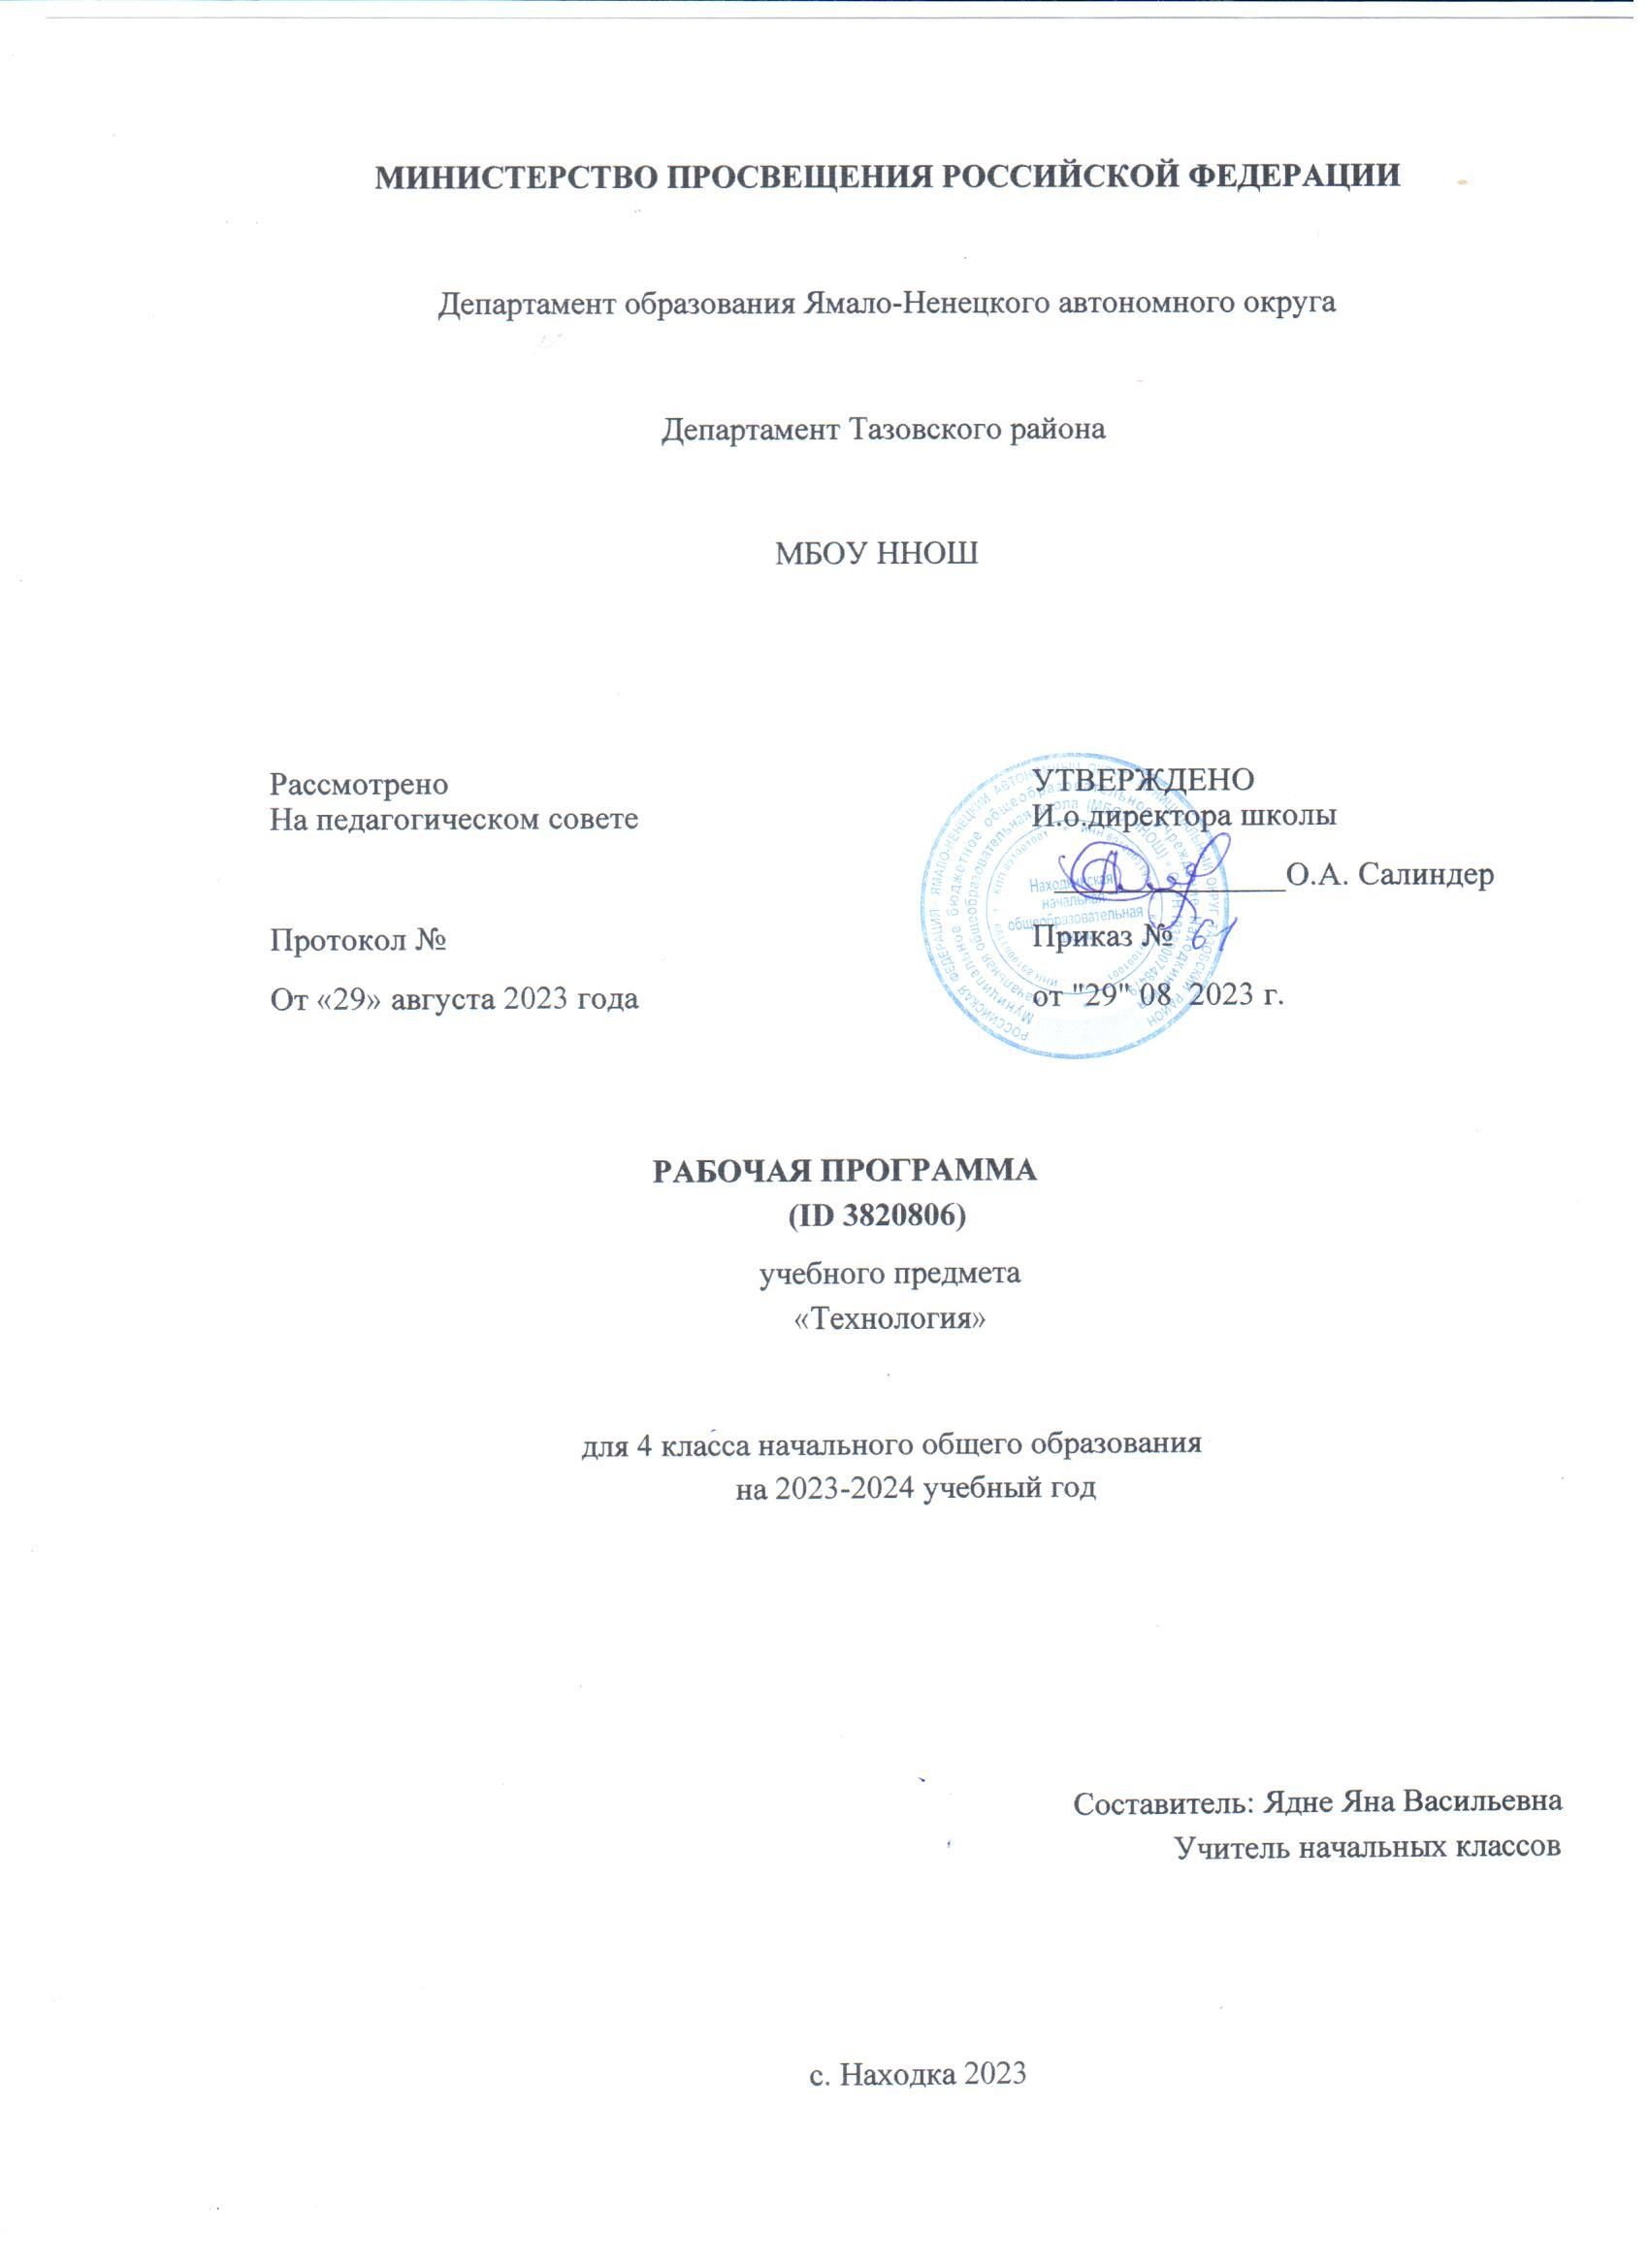 МИНИСТЕРСТВО ПРОСВЕЩЕНИЯ РОССИЙСКОЙ ФЕДЕРАЦИИ
Департамент образования Ямало-Ненецкого автономного округа
Департамент Тазовского района
МБОУ ННОШ
Рассмотрено
На педагогическом совете
Протокол №
От «29» августа 2023 года
УТВЕРЖДЕНО
И.о.директора школы
О.А. Салиндер
Приказ № 61
от "29" 08 2023 г.
Находкинская
начальная
общеобразовательная
РАБОЧАЯ ПРОГРАММА
(ID 3820806)
учебного предмета
«Технология»
для 4 класса начального общего образования
на 2023-2024 учебный год
Составитель: Ядне Яна Васильевна
Учитель начальных классов
с. Находка 2023